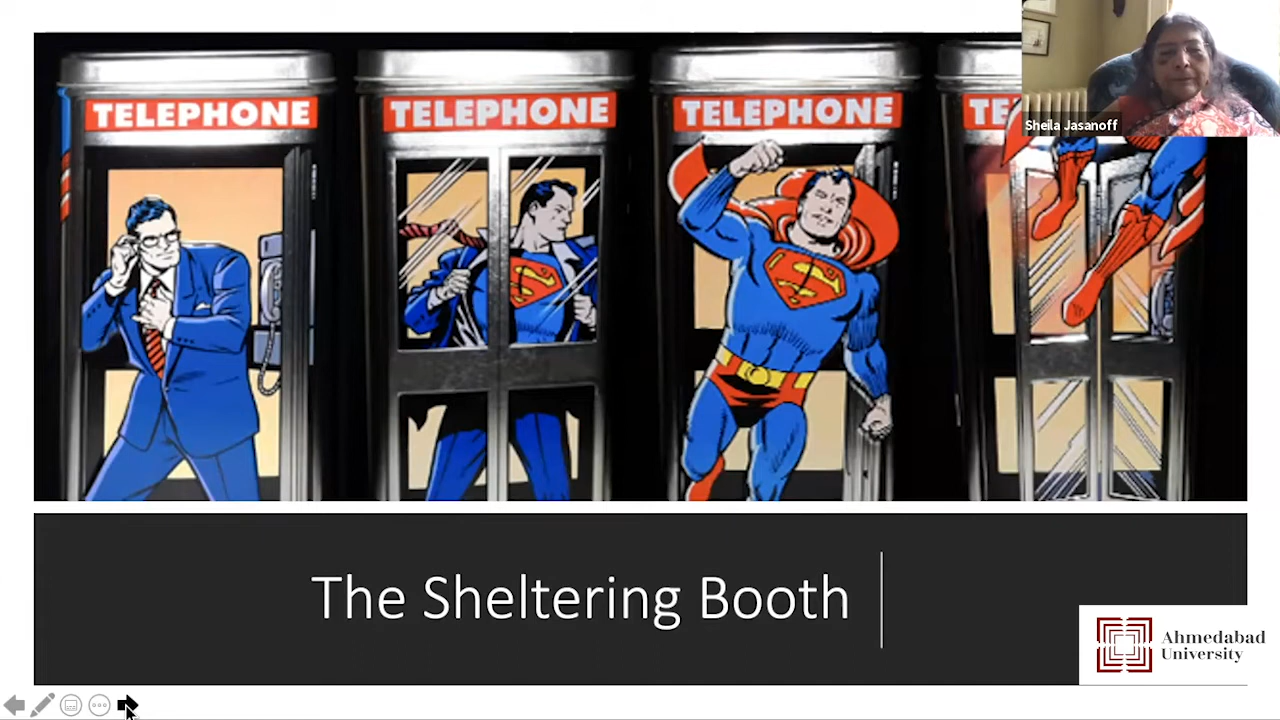 TELEPHONE
TELEPHONE
TELEPHONE
TE
Sheila Jasanoff
The Sheltering Booth
Ahmedabad
University